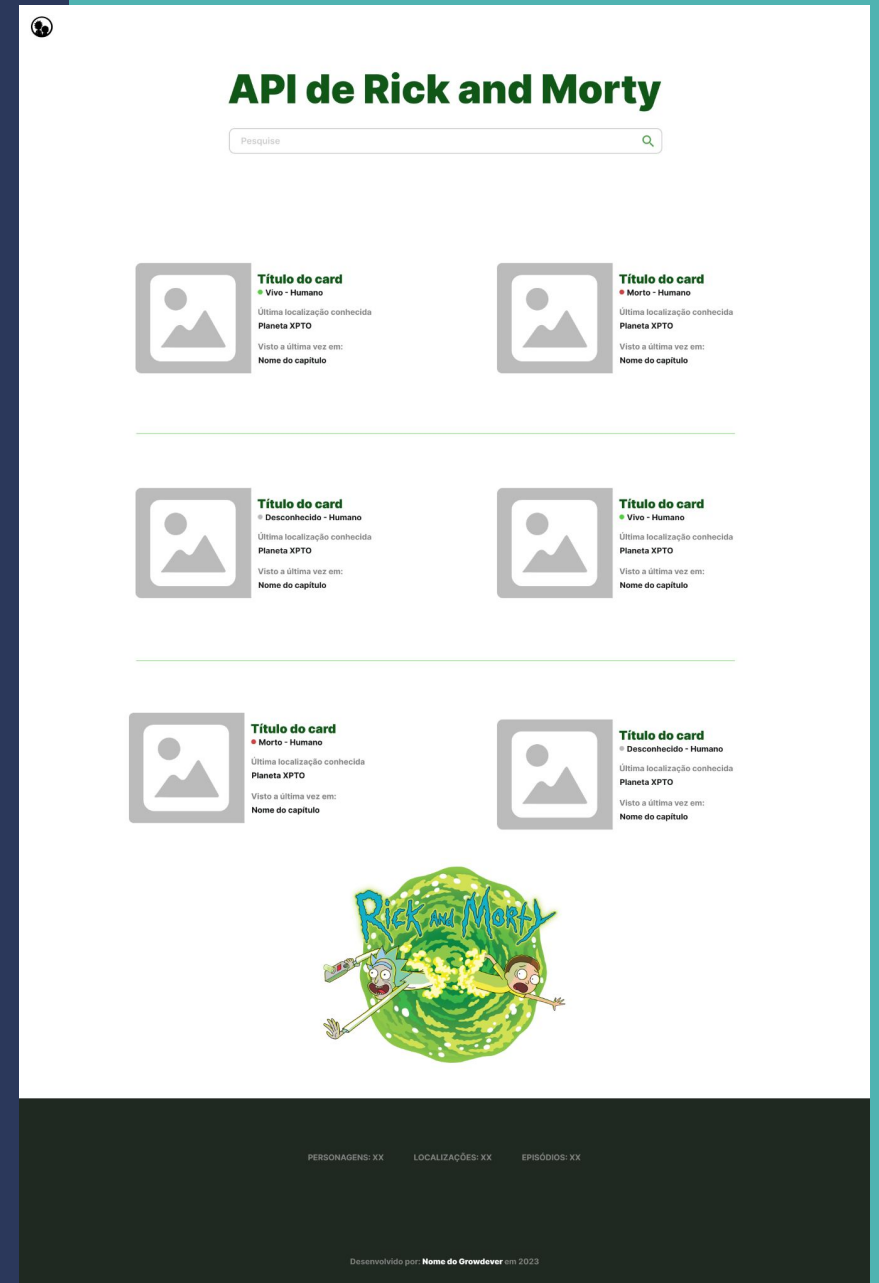 API de Rick and Morty
Pesquise
Título do card
Vivo - Humano
Última localização conhecida
Planeta XPTO
Visto a última vez em:
Nome do capítulo
Título do card
Morto - Humano
Última localização conhecida
Planeta XPTO
Visto a última vez em:
Nome do capítulo
Título do card
Desconhecido - Humano
Última localização conhecida
Planeta XPTO
Visto a última vez em:
Nome do capítulo
Título do card
Vivo - Humano
Última localização conhecida
Planeta XPTO
Visto a última vez em:
Nome do capítulo
Título do card
Morto - Humano
Última localização conhecida
Planeta XPTO
Visto a última vez em:
Nome do capítulo
Título do card
Desconhecido - Humano
Última localização conhecida
Planeta XPTO
Visto a última vez em:
Nome do capítulo
Rick and Morty
PERSONAGENS: XX LOCALIZAÇÕES: XX EPISÓDIOS: XX
Desenvolvido por: Nome do Growdever em 2023